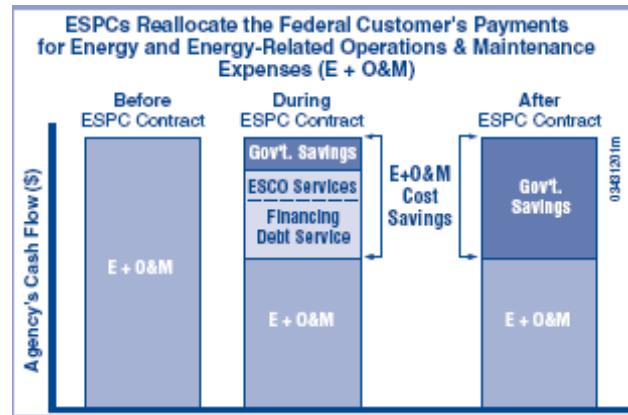 ESPCs Reallocate the Federal Customer's Payments
for Energy and Energy-Related Operations & Maintenance
Expenses (E + O&M)
Before
ESPC Contract
During
ESPC Contract
After
ESPC Contract
Agency's Cash Flow ($)
E + O&M
Gov't. Savings
ESCO Services
Financing
Debt Service
E + O&M
E+O&M
Cost
Savings
Gov't.
Savings
E + O&M
03481201m